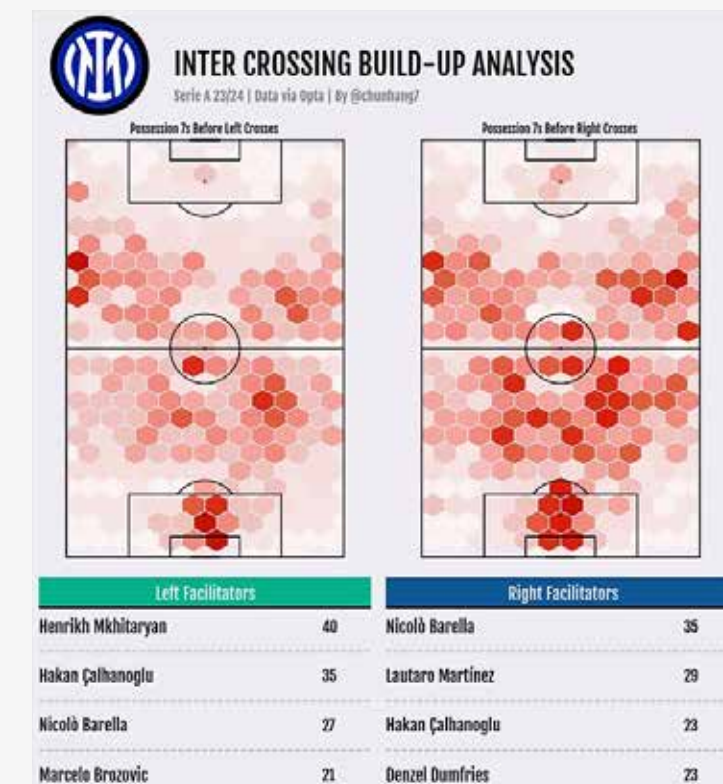 INTER CROSSING BUILD-UP ANALYSIS
Serie A 23/24 | Data via Opta | By @chunhang7
Possession 7s Before Left Crosses
Possession 7s Before Right Crosses
Left Facilitators
Henrikh Mkhitaryan 40
Hakan Çalhanoglu 35
Nicolò Barella 27
Marcelo Brozovic 21
Right Facilitators
Nicolò Barella 35
Lautaro Martínez 29
Hakan Çalhanoglu 23
Denzel Dumfries 23